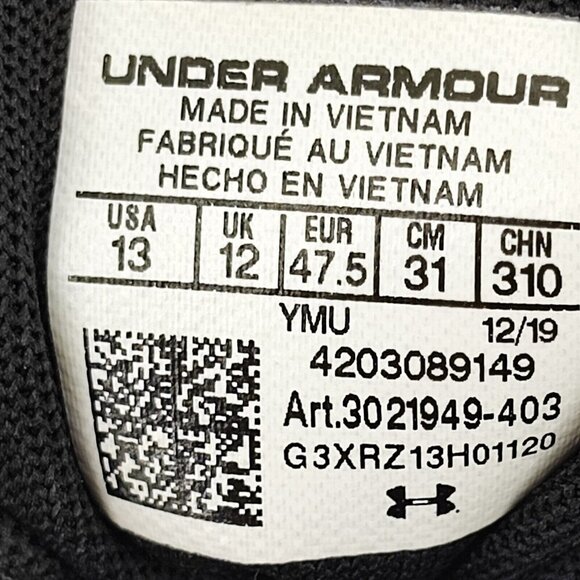 UNDER ARMOUR
MADE IN VIETNAM
FABRIQUÉ AU VIETNAM
HECHO EN VIETNAM
USA UK EUR CM CHN
13 12 47.5 31 310
YMU 12/19
4203089149
Art.3021949-403
G3XRZ13H01120